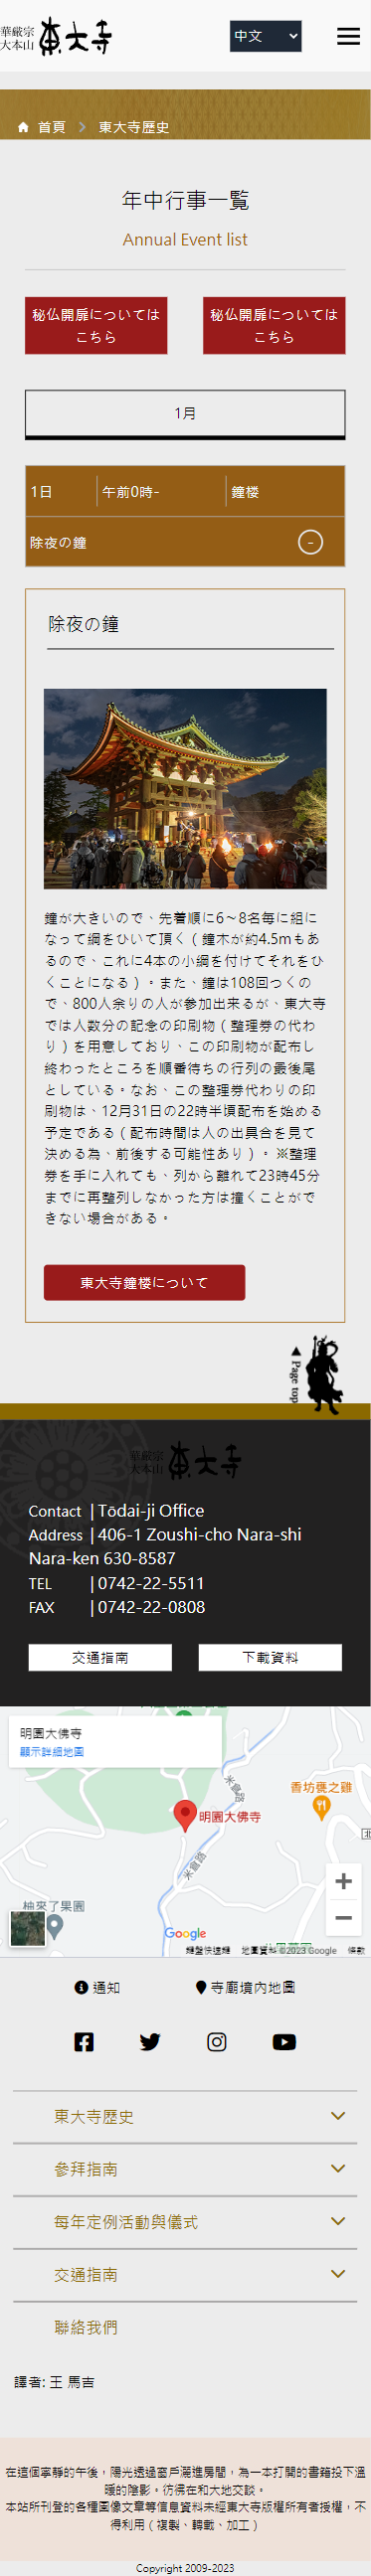 華厳宗
大本山 東大寺
中文
首頁 > 東大寺歷史
年中行事一覧
Annual Event list
秘仏開扉については
こちら
秘仏開扉については
こちら
1月
1日 午前0時~ 鐘楼
除夜の鐘 -
除夜の鐘
鐘が大きいので、先着順に6～8名毎に組に
なって綱をひいて頂く（鐘木が約4.5mもあ
るので、これに4本の小綱を付けてそれをひ
くことになる）。また、鐘は108回つくの
で、800人余りの人が参加出来るが、東大寺
では人数分の記念の印刷物（整理券の代わ
り）を用意しており、この印刷物が配布し
終わったところを順番待ちの行列の最後尾
としている。なお、この整理券代わりの印
刷物は、12月31日の22時半頃配布を始める
予定である（配布時間は人の出具合を見て
決める為、前後する可能性あり）。 ※整理
券を手に入れても、列から離れて23時45分
までに再整列しなかった方は撞くことがで
きない場合がある。
東大寺鐘楼について
▲Page top
華厳宗
大本山 東大寺
Contact | Tōdai-ji Office
Address | 406-1 Zoushi-cho Nara-shi
Nara-ken 630-8587
TEL | 0742-22-5511
FAX | 0742-22-0808
交通指南
下載資料
明園大佛寺
顯示詳細地圖
香坊甕之雞
明園大佛寺
米倉路
米倉路
柚來了果園
+
−
Google
鍵盤快速鍵 地圖資料 ©2023 Google 條款
通知
寺廟境內地圖
東大寺歷史
參拜指南
每年定例活動與儀式
交通指南
聯絡我們
譯者: 王 馬吉
在這個寧靜的午後，陽光透過窗戶灑進房間，為一本打開的書籍投下溫
暖的陰影。彷彿在和大地交談。
本站所刊登的各種圖像文章等信息資料未經東大寺版權所有者授權，不
得利用（複製、轉載、加工）
Copyright 2009-2023